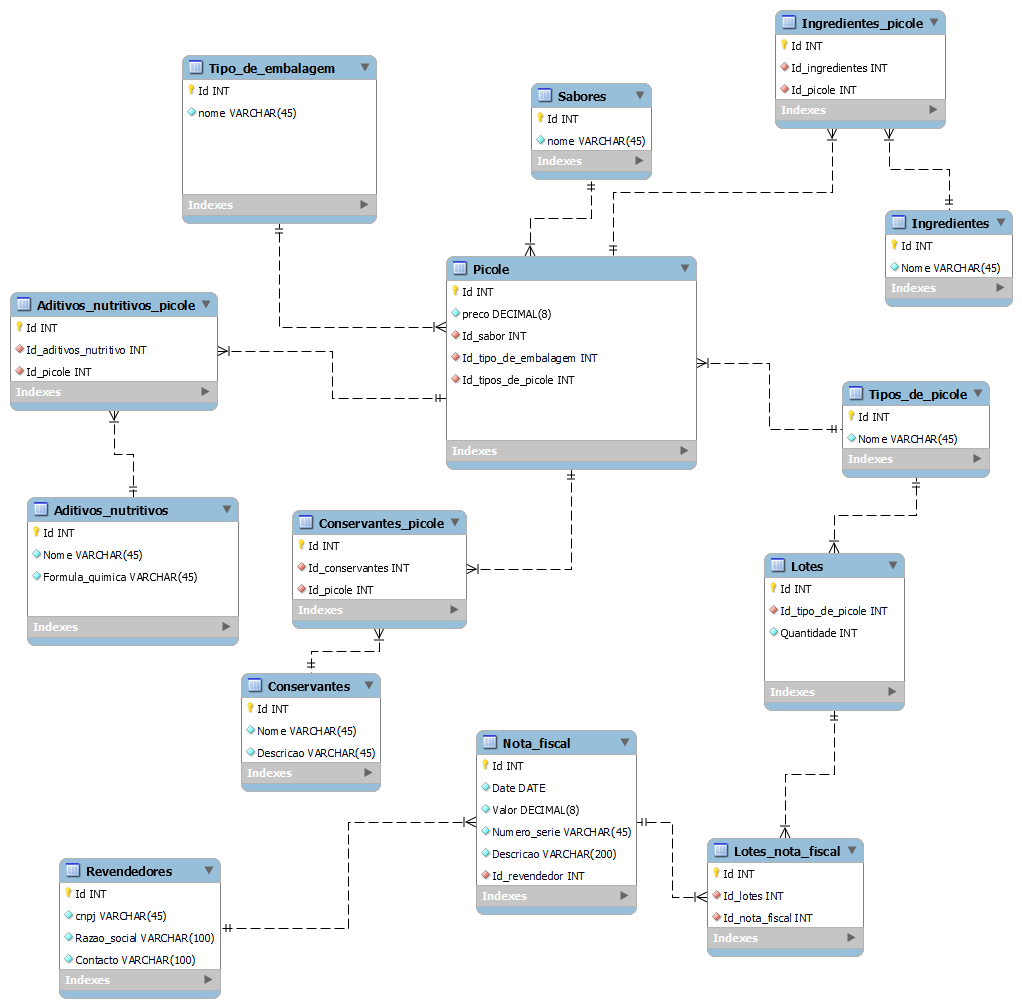 Ingredientes_picole
Id INT
Id_ingredientes INT
Id_picole INT
Indexes
Tipo_de_embalagem
Id INT
nome VARCHAR(45)
Indexes
Sabores
Id INT
nome VARCHAR(45)
Indexes
Ingredientes
Id INT
Nome VARCHAR(45)
Indexes
Picole
Id INT
preco DECIMAL(8)
Id_sabor INT
Id_tipo_de_embalagem INT
Id_tipos_de_picole INT
Indexes
Aditivos_nutritivos_picole
Id INT
Id_aditivos_nutritivo INT
Id_picole INT
Indexes
Tipos_de_picole
Id INT
Nome VARCHAR(45)
Indexes
Aditivos_nutritivos
Id INT
Nome VARCHAR(45)
Formula_quimica VARCHAR(45)
Indexes
Conservantes_picole
Id INT
Id_conservantes INT
Id_picole INT
Indexes
Lotes
Id INT
Id_tipo_de_picole INT
Quantidade INT
Indexes
Conservantes
Id INT
Nome VARCHAR(45)
Descricao VARCHAR(45)
Indexes
Nota_fiscal
Id INT
Date DATE
Valor DECIMAL(8)
Numero_serie VARCHAR(45)
Descricao VARCHAR(200)
Id_revendedor INT
Indexes
Lotes_nota_fiscal
Id INT
Id_lotes INT
Id_nota_fiscal INT
Indexes
Revendedores
Id INT
cnpj VARCHAR(45)
Razao_social VARCHAR(100)
Contacto VARCHAR(100)
Indexes